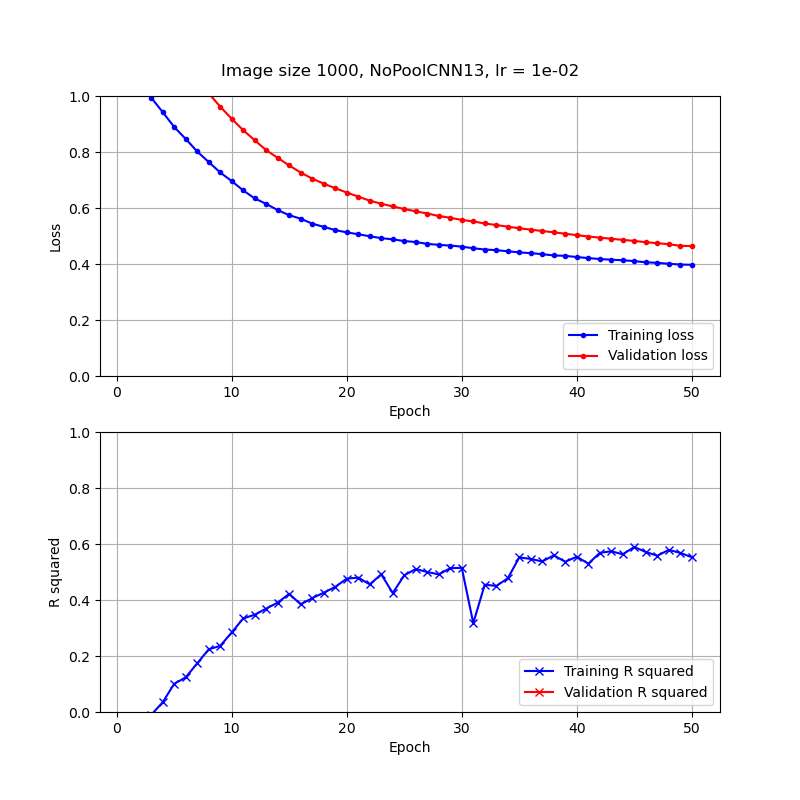 Image size 1000, NoPoolCNN13, lr = 1e-02
1.0
0.8
0.6
0.4
0.2
0.0
Loss
Training loss
Validation loss
0 10 20 30 40 50
Epoch
1.0
0.8
0.6
0.4
0.2
0.0
R squared
Training R squared
Validation R squared
0 10 20 30 40 50
Epoch